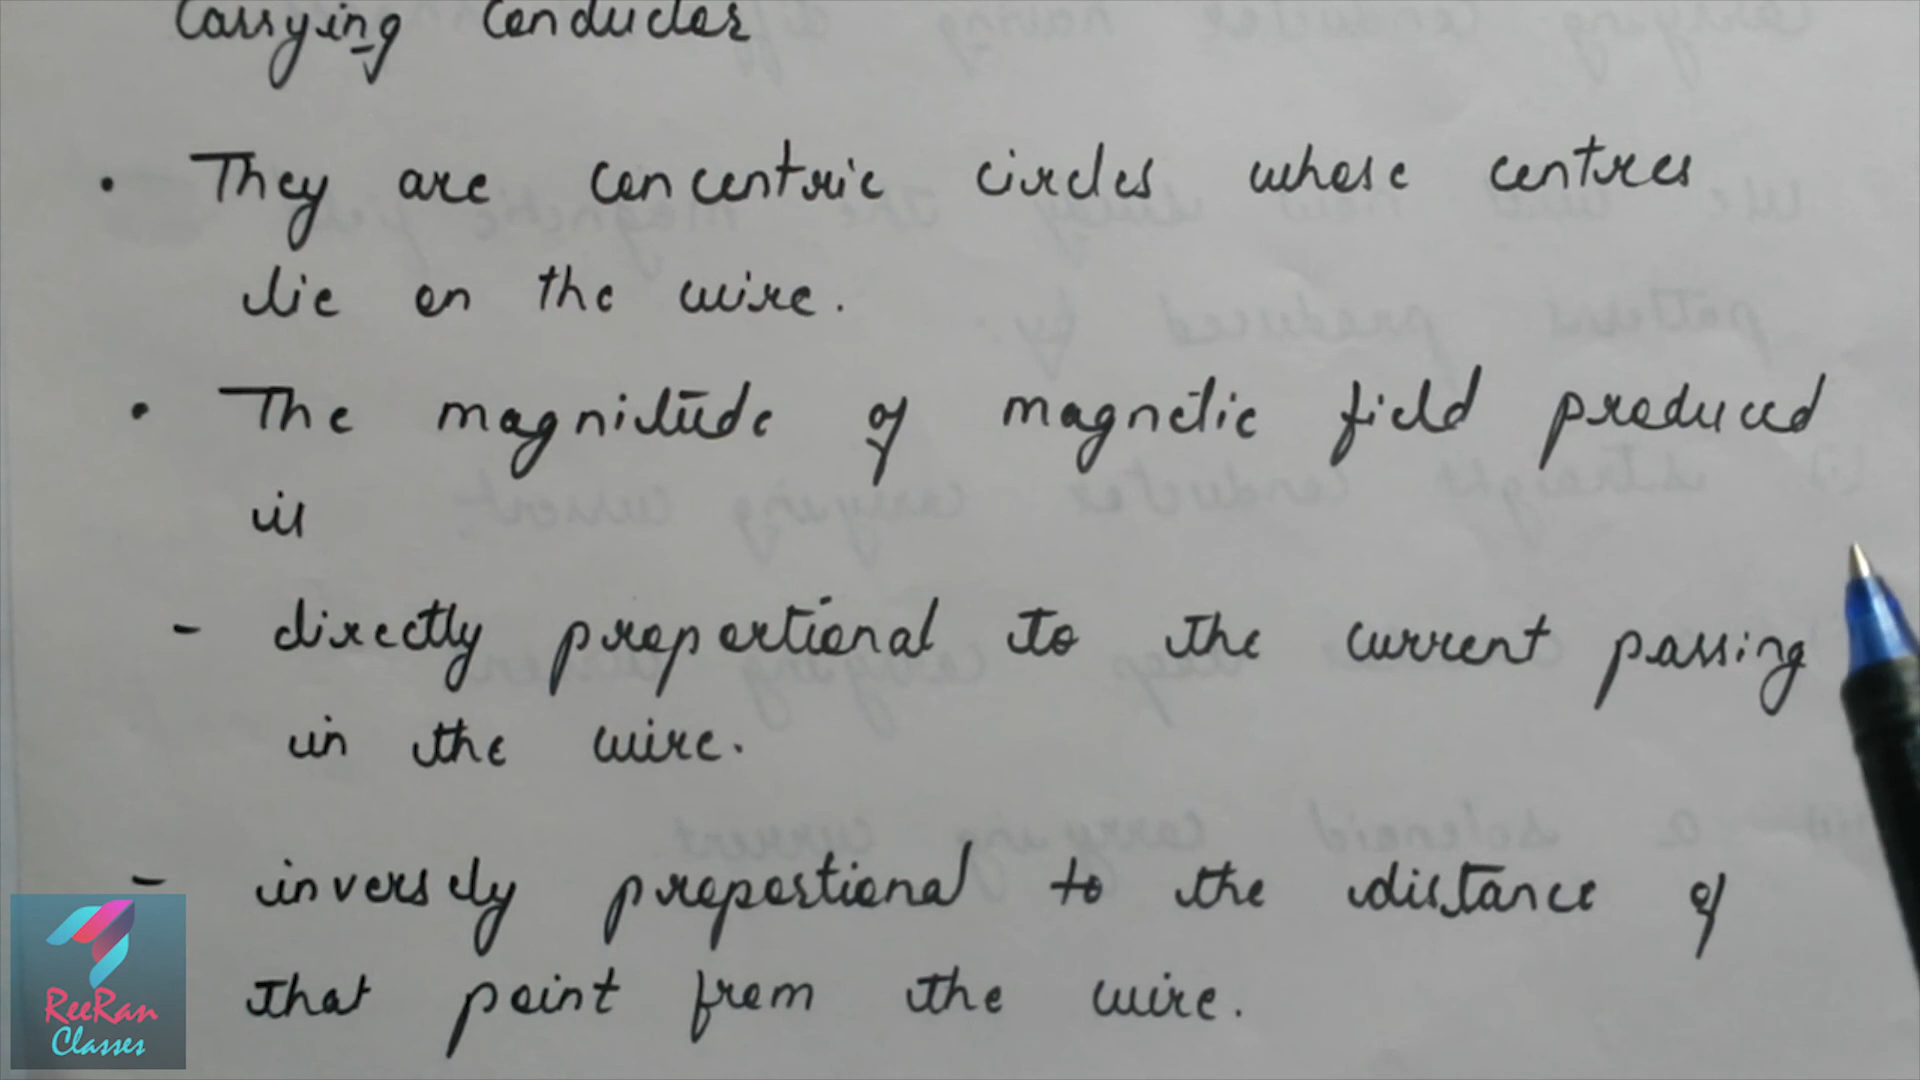 Carrying Conductor
• They are concentric circles whose centres
lie on the wire.
• The magnitude of magnetic field produced
is
- directly proportional to the current passing
in the wire.
- inversely proportional to the distance of
that point from the wire.
ReeRan
Classes